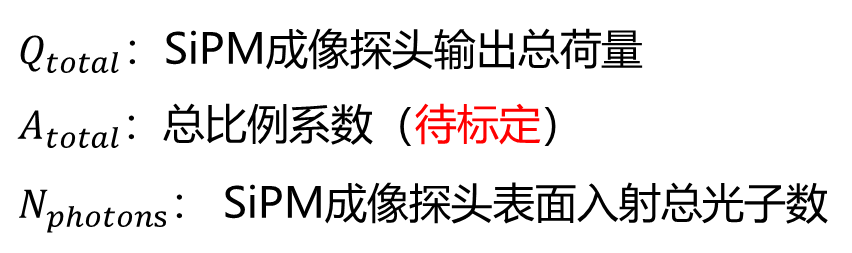 Q_total：SiPM成像探头输出总荷量
A_total：总比例系数（待标定）
N_photons： SiPM成像探头表面入射总光子数